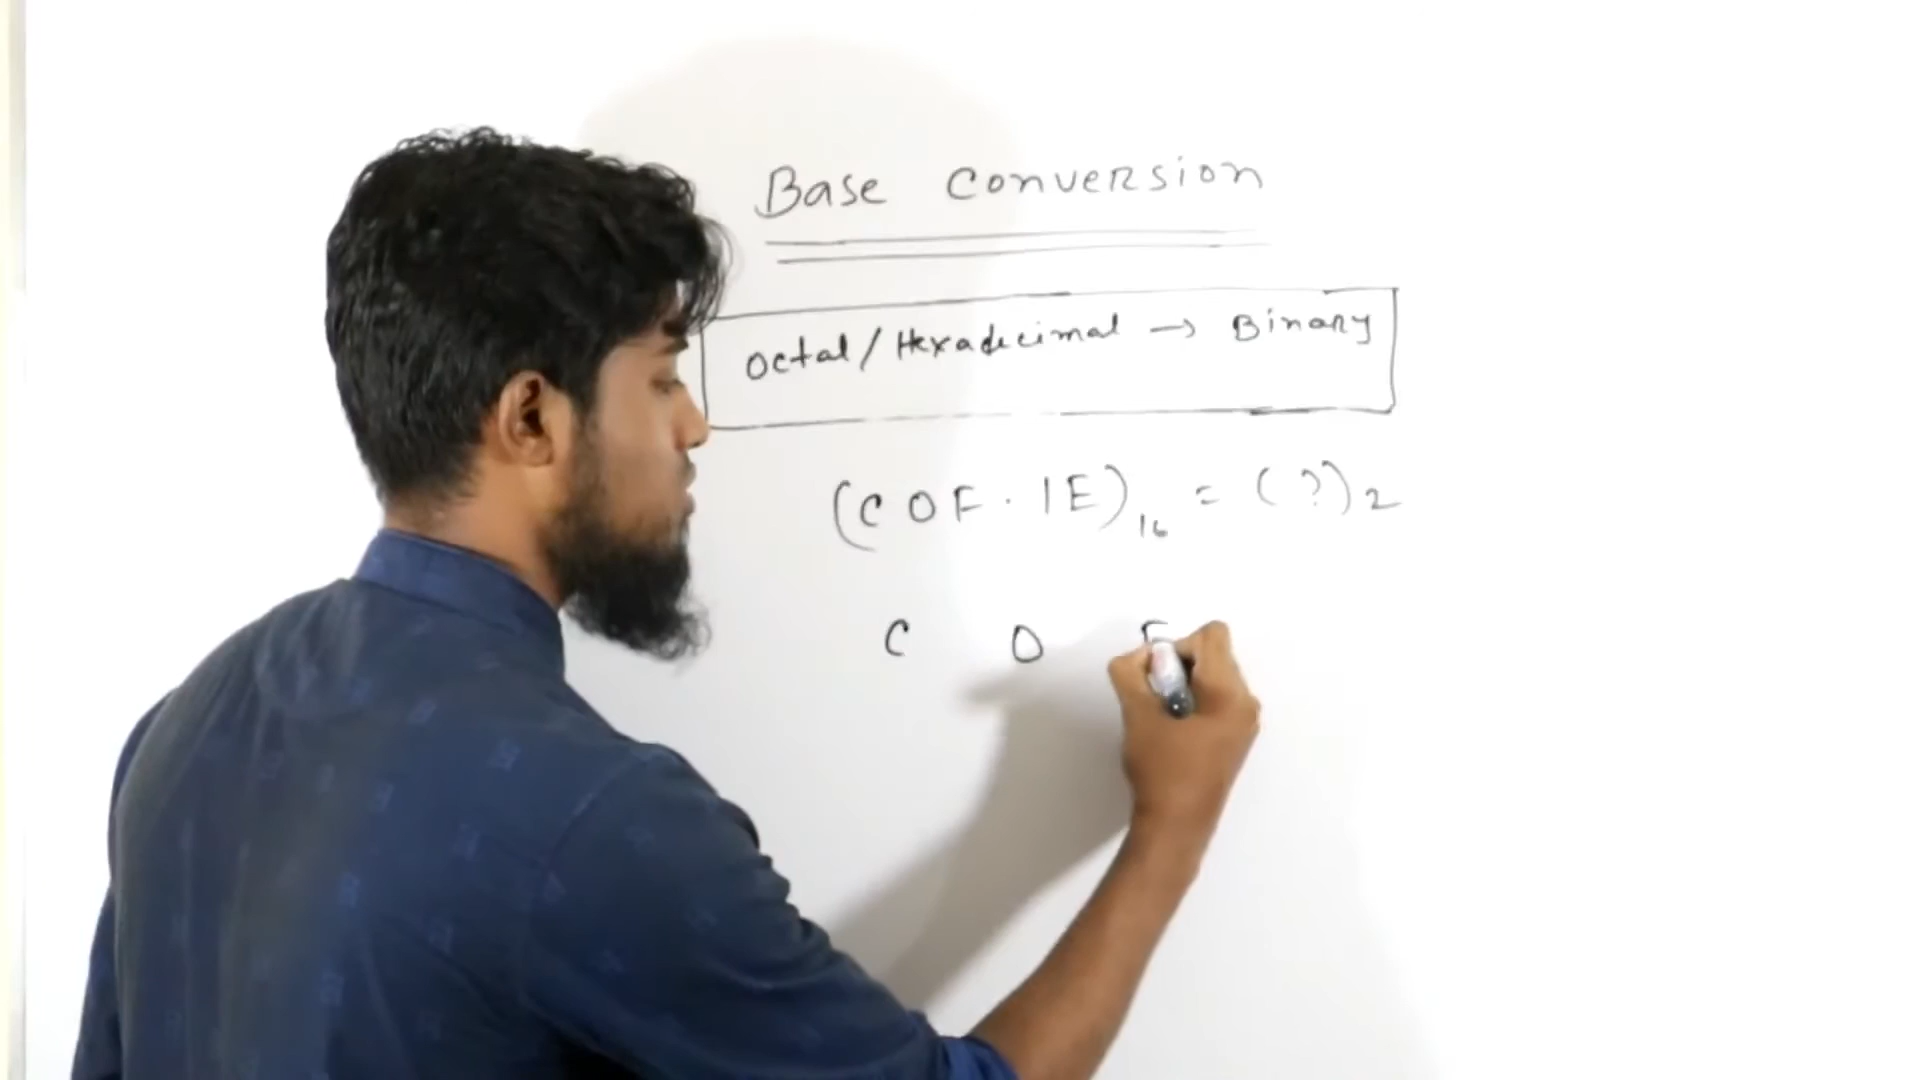 Base Conversion
Octal/Hexadecimal → Binary
(C0F.1E)16 = (?)2
C 0 F